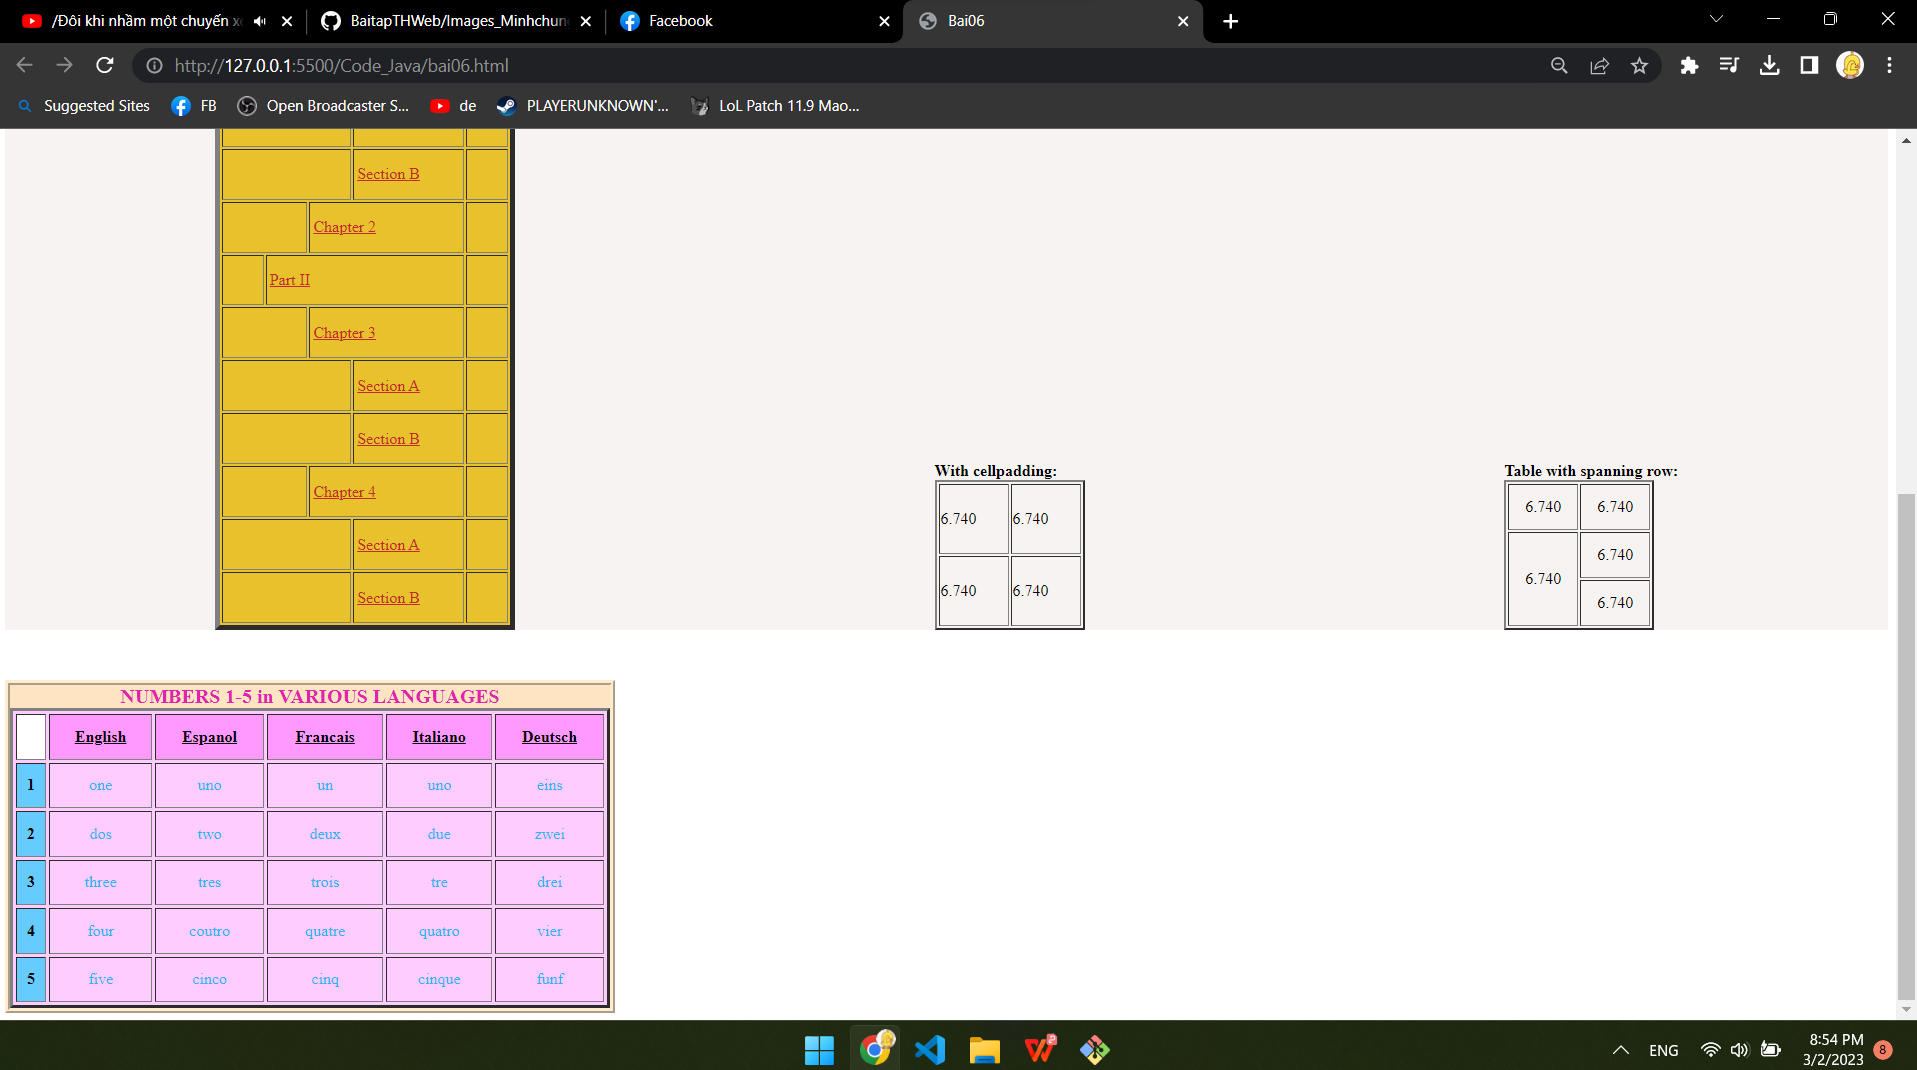 /Đôi khi nhầm một chuyến x
BaitapTHWeb/Images_Minhchun
Facebook
Bai06
http://127.0.0.1:5500/Code_Java/bai06.html
Suggested Sites
FB
Open Broadcaster S...
de
PLAYERUNKNOWN'...
LoL Patch 11.9 Mao...
Section B
Chapter 2
Part II
Chapter 3
Section A
Section B
Chapter 4
Section A
Section B
With cellpadding:
6.740 6.740
6.740 6.740
Table with spanning row:
6.740 6.740
6.740 6.740
6.740
NUMBERS 1-5 in VARIOUS LANGUAGES
English Espanol Francais Italiano Deutsch
1 one uno un uno eins
2 dos two deux due zwei
3 three tres trois tre drei
4 four coutro quatre quatro vier
5 five cinco cinq cinque funf
ENG
8:54 PM
3/2/2023
8